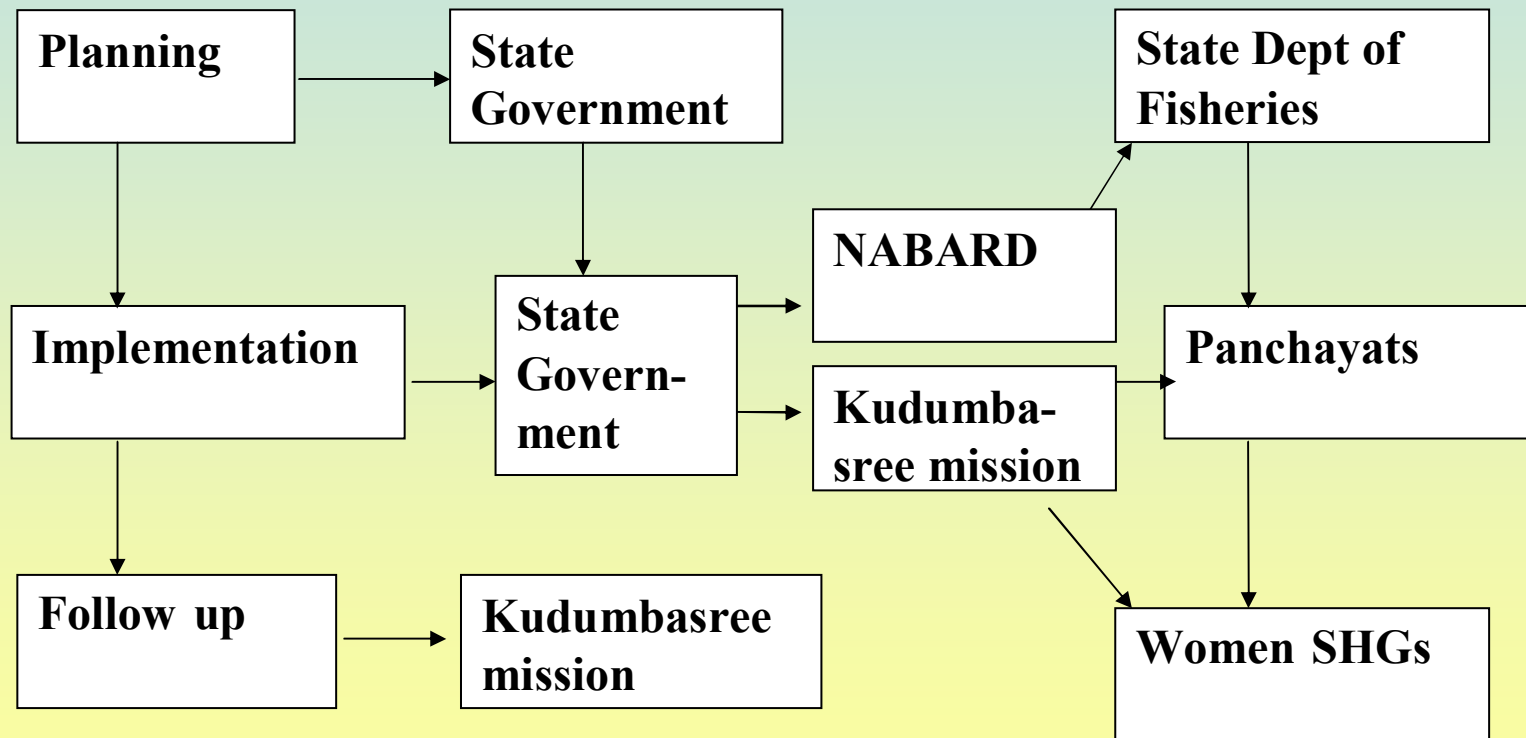 Planning
State
Government
State Dept of
Fisheries
NABARD
Implementation
State
Govern-
ment
Panchayats
Kudumba-
sree mission
Follow up
Kudumbasree
mission
Women SHGs